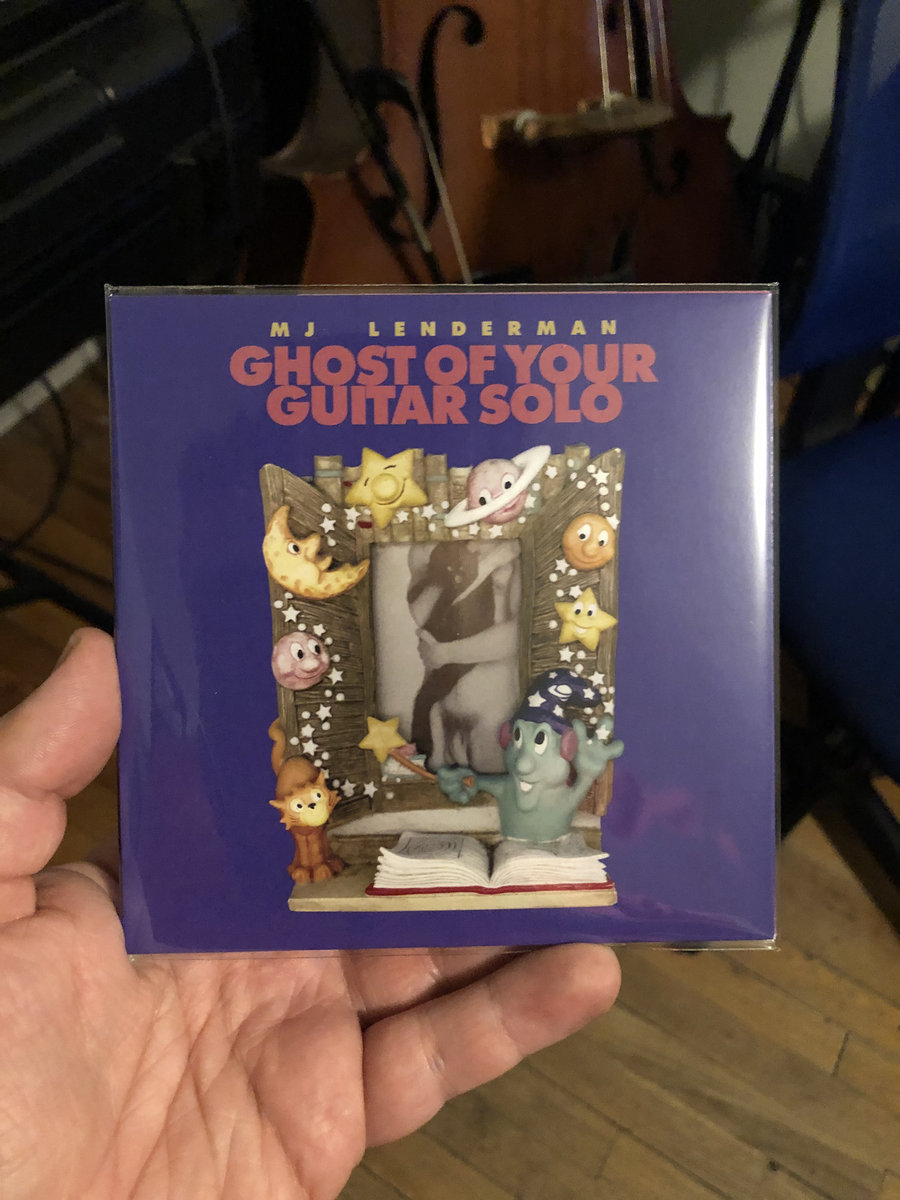 MJ LENDERMAN
GHOST OF YOUR
GUITAR SOLO